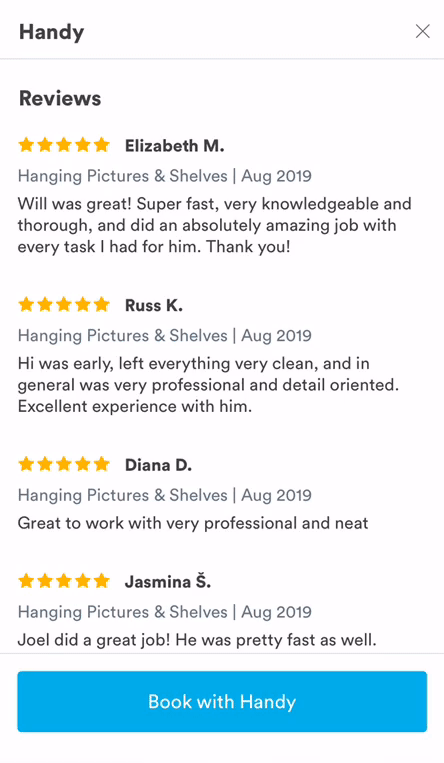 Handy
Reviews
Elizabeth M.
Hanging Pictures & Shelves | Aug 2019
Will was great! Super fast, very knowledgeable and
thorough, and did an absolutely amazing job with
every task I had for him. Thank you!
Russ K.
Hanging Pictures & Shelves | Aug 2019
Hi was early, left everything very clean, and in
general was very professional and detail oriented.
Excellent experience with him.
Diana D.
Hanging Pictures & Shelves | Aug 2019
Great to work with very professional and neat
Jasmina Š.
Hanging Pictures & Shelves | Aug 2019
Joel did a great job! He was pretty fast as well.
Book with Handy